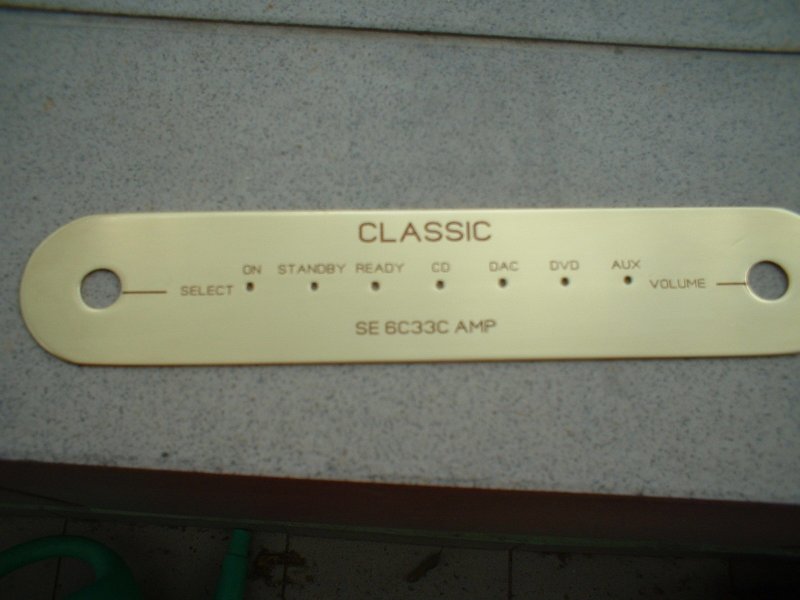 CLASSIC
ON STANDBY READY CD DAC DVD AUX
SELECT VOLUME
SE 6C33C AMP